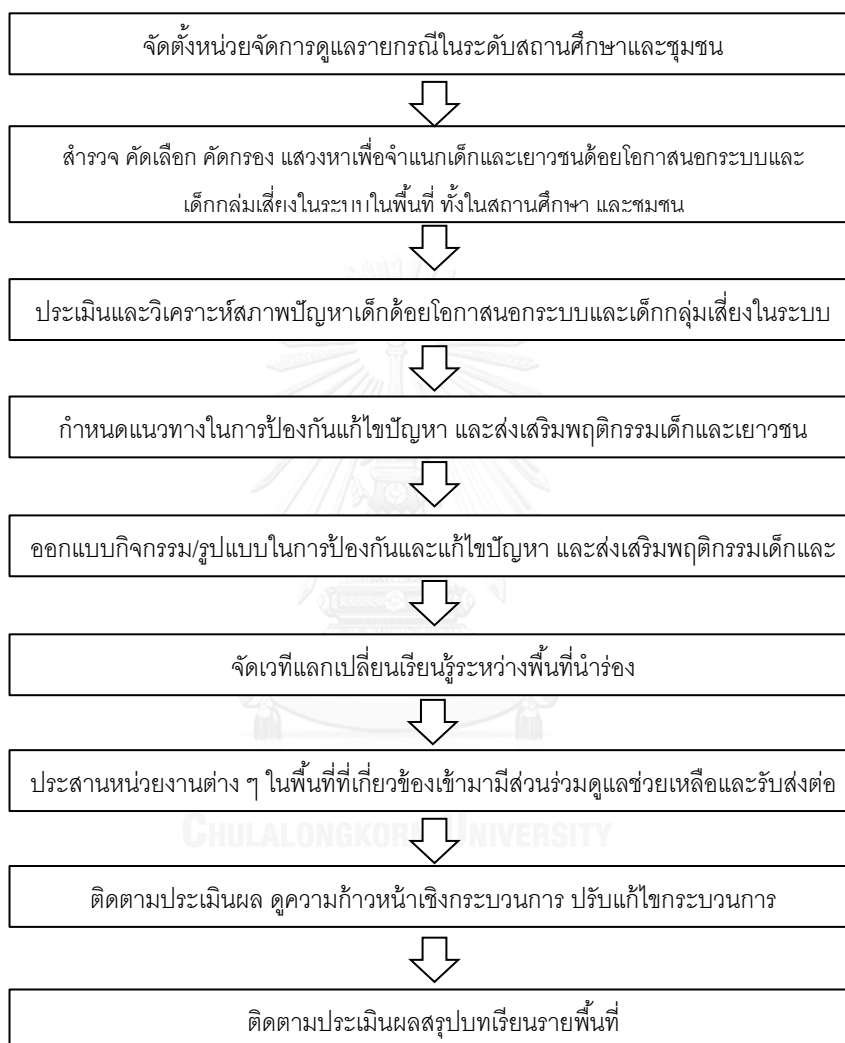 จัดตั้งหน่วยจัดการดูแลรายกรณีในระดับสถานศึกษาและชุมชน
สำรวจ คัดเลือก คัดกรอง แสวงหาเพื่อจำแนกเด็กและเยาวชนด้อยโอกาสนอกระบบและ
เด็กกลุ่มเสี่ยงในระบบในพื้นที่ ทั้งในสถานศึกษา และชุมชน
ประเมินและวิเคราะห์สภาพปัญหาเด็กด้อยโอกาสนอกระบบและเด็กกลุ่มเสี่ยงในระบบ
กำหนดแนวทางในการป้องกันแก้ไขปัญหา และส่งเสริมพฤติกรรมเด็กและเยาวชน
ออกแบบกิจกรรม/รูปแบบในการป้องกันและแก้ไขปัญหา และส่งเสริมพฤติกรรมเด็กและ
จัดเวทีแลกเปลี่ยนเรียนรู้ระหว่างพื้นที่นำร่อง
ประสานหน่วยงานต่าง ๆ ในพื้นที่ที่เกี่ยวข้องเข้ามามีส่วนร่วมดูแลช่วยเหลือและรับส่งต่อ
CHULALONGKORN UNIVERSITY
ติดตามประเมินผล ดูความก้าวหน้าเชิงกระบวนการ ปรับแก้ไขกระบวนการ
ติดตามประเมินผลสรุปบทเรียนรายพื้นที่